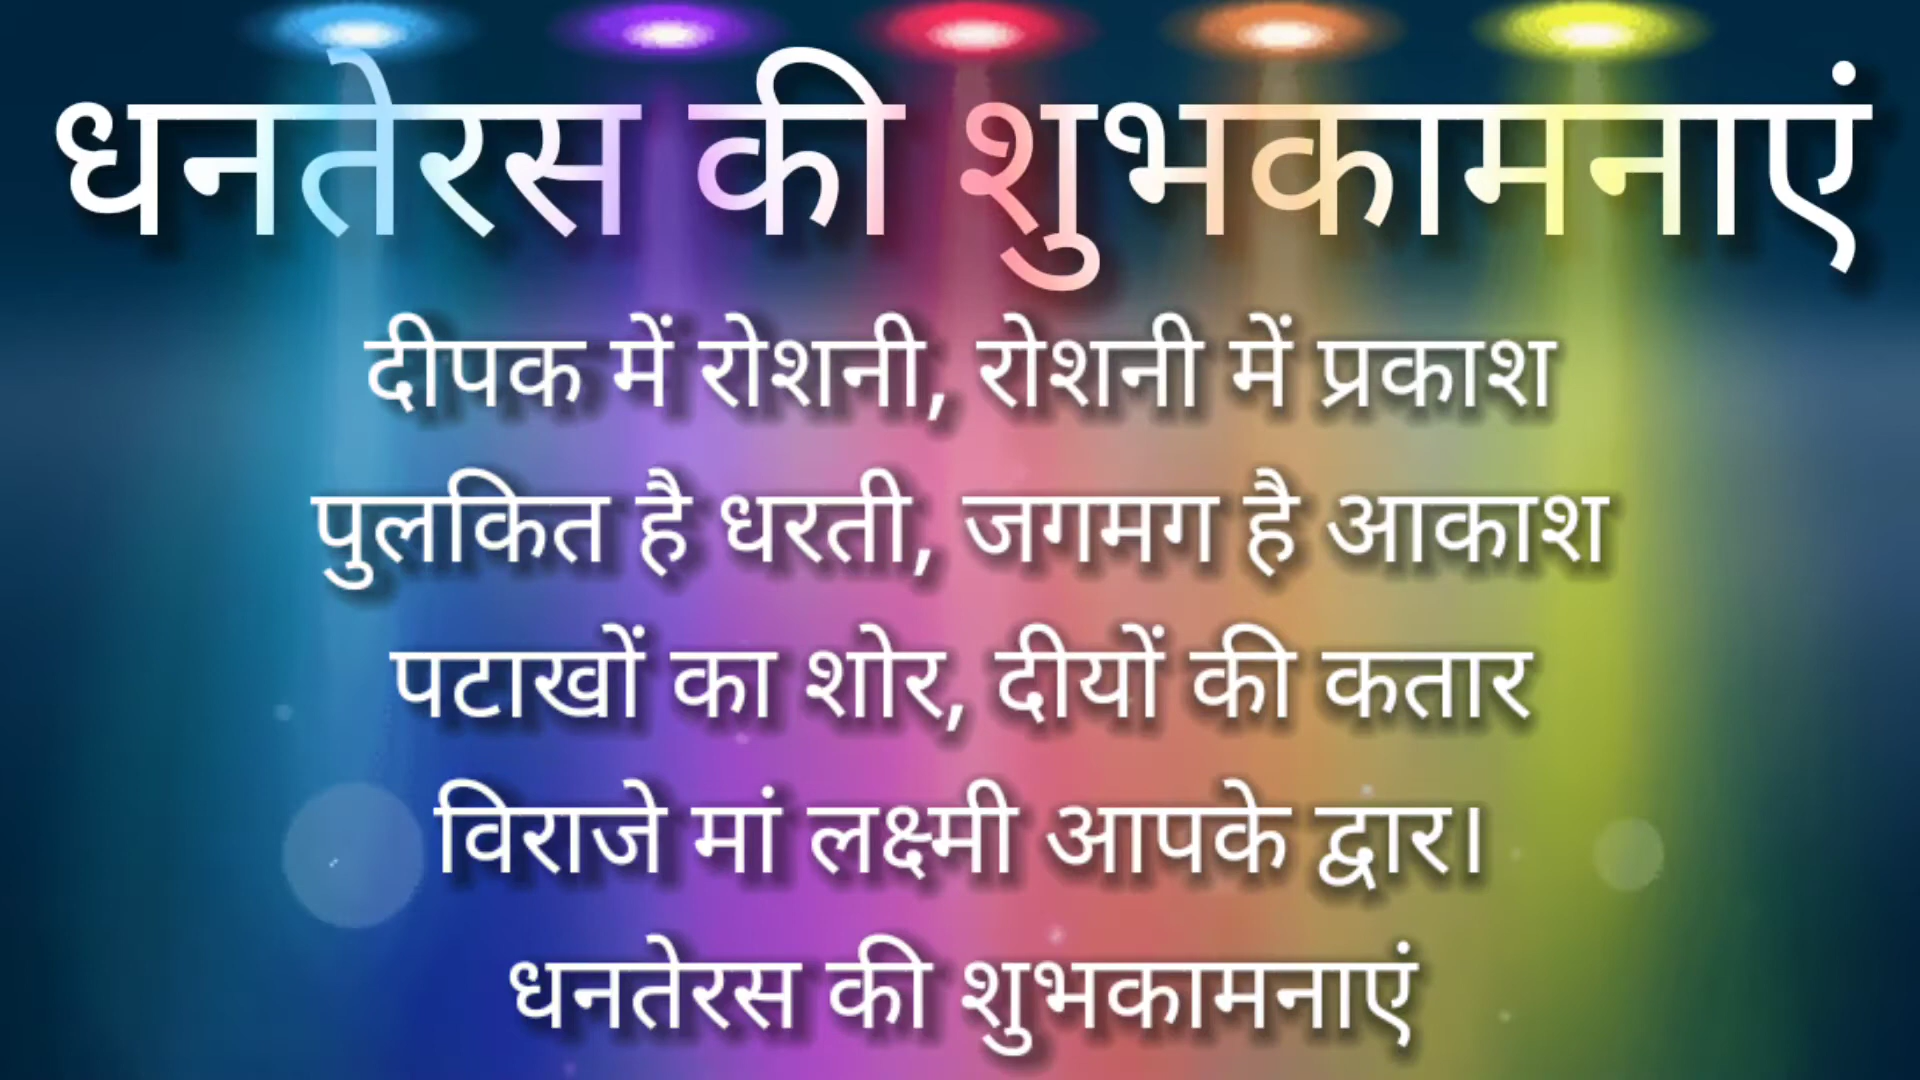 धनतेरस की शुभकामनाएं
दीपक में रोशनी, रोशनी में प्रकाश
पुलकित है धरती, जगमग है आकाश
पटाखों का शोर, दीयों की कतार
विराजे मां लक्ष्मी आपके द्वार।
धनतेरस की शुभकामनाएं